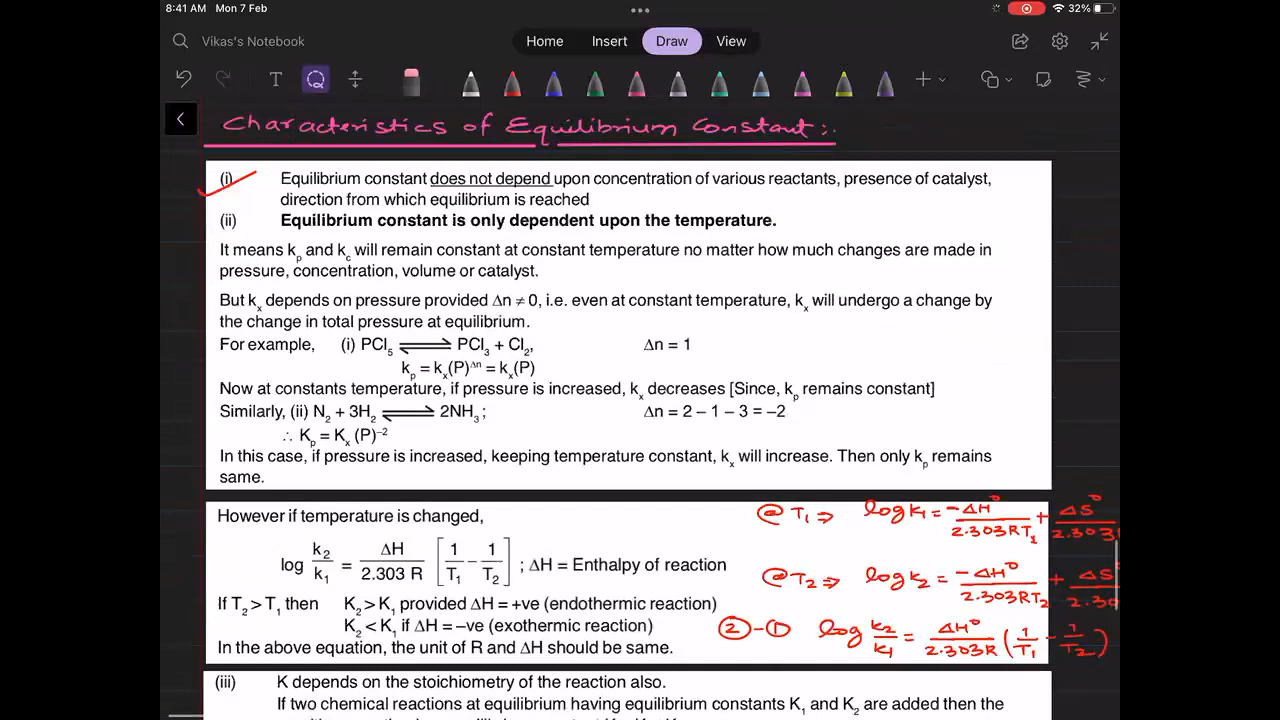 8:41 AM Mon 7 Feb
32%
Vikas's Notebook
Home Insert Draw View
Characteristics of Equilibrium Constant:.
(i) Equilibrium constant does not depend upon concentration of various reactants, presence of catalyst,
direction from which equilibrium is reached
(ii) Equilibrium constant is only dependent upon the temperature.
It means kp and kc will remain constant at constant temperature no matter how much changes are made in
pressure, concentration, volume or catalyst.
But kx depends on pressure provided Δn ≠ 0, i.e. even at constant temperature, kx will undergo a change by
the change in total pressure at equilibrium.
For example, (i) PCl5 ⇌ PCl3 + Cl2, Δn = 1
kp = kx(P)^Δn = kx(P)
Now at constants temperature, if pressure is increased, kx decreases [Since, kp remains constant]
Similarly, (ii) N2 + 3H2 ⇌ 2NH3 ; Δn = 2 – 1 – 3 = –2
∴ Kp = Kx (P)^–2
In this case, if pressure is increased, keeping temperature constant, kx will increase. Then only kp remains
same.
However if temperature is changed,
log k2/k1 = ΔH/2.303 R [1/T1 – 1/T2] ; ΔH = Enthalpy of reaction
If T2 > T1 then K2 > K1 provided ΔH = +ve (endothermic reaction)
K2 < K1 if ΔH = –ve (exothermic reaction)
In the above equation, the unit of R and ΔH should be same.
@ T1 ⇒ log K1 = -ΔH°/2.303RT1 + ΔS°/2.303
@ T2 ⇒ log K2 = -ΔH°/2.303RT2 + ΔS°/2.30
② - ① log K2/K1 = ΔH°/2.303R (1/T1 - 1/T2)
(iii) K depends on the stoichiometry of the reaction also.
If two chemical reactions at equilibrium having equilibrium constants K1 and K2 are added then the